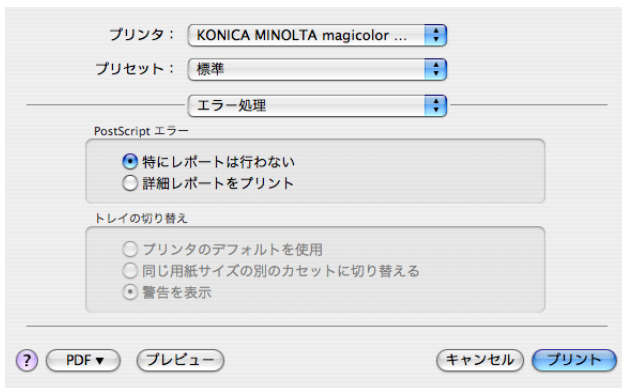 プリンタ： KONICA MINOLTA magicolor ...
プリセット： 標準
エラー処理
PostScript エラー
特にレポートは行わない
詳細レポートをプリント
トレイの切り替え
プリンタのデフォルトを使用
同じ用紙サイズの別のカセットに切り替える
警告を表示
? PDF▼ プレビュー キャンセル プリント